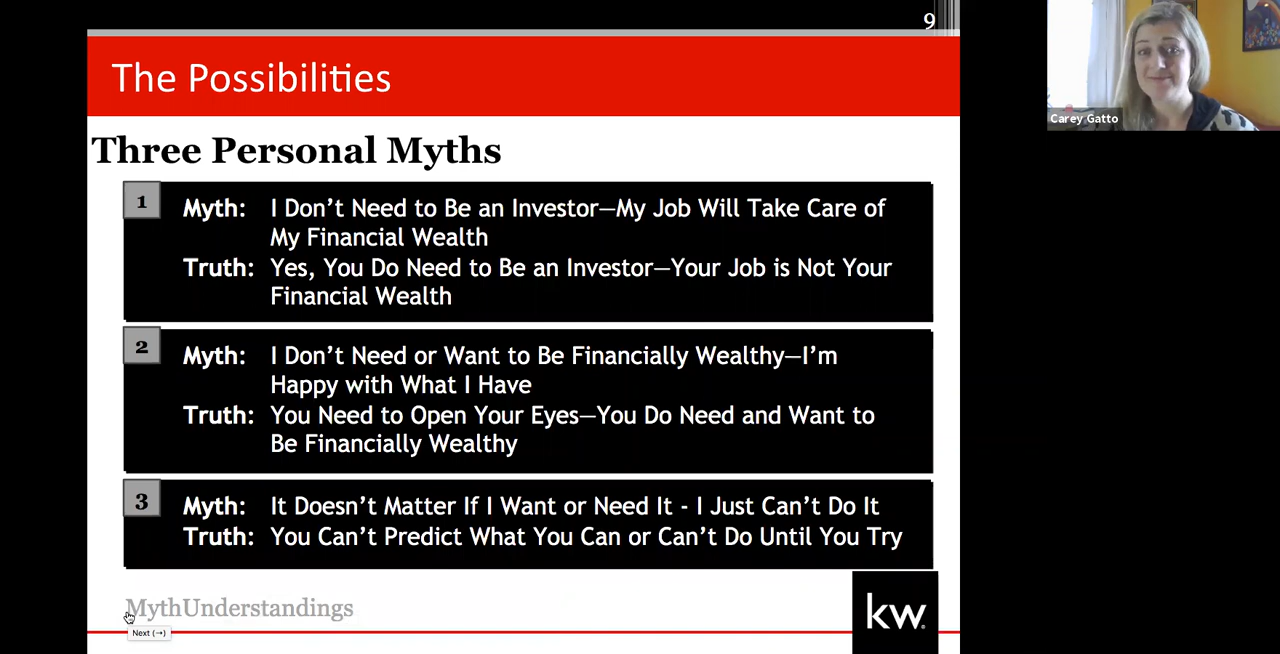 9
The Possibilities
Carey Gatto
Three Personal Myths
1
Myth: I Don’t Need to Be an Investor—My Job Will Take Care of
My Financial Wealth
Truth: Yes, You Do Need to Be an Investor—Your Job is Not Your
Financial Wealth
2
Myth: I Don’t Need or Want to Be Financially Wealthy—I’m
Happy with What I Have
Truth: You Need to Open Your Eyes—You Do Need and Want to
Be Financially Wealthy
3
Myth: It Doesn’t Matter If I Want or Need It - I Just Can’t Do It
Truth: You Can’t Predict What You Can or Can’t Do Until You Try
MythUnderstandings
Next (→)
kw®